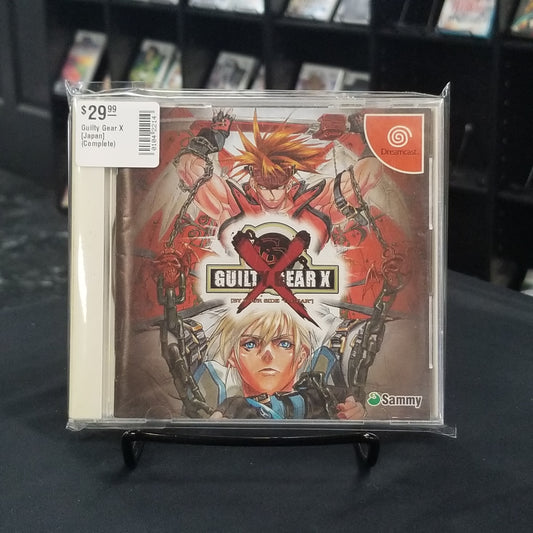 $29.99
Guilty Gear X
[Japan]
(Complete)
Dreamcast
GUILTY GEAR X
Sammy